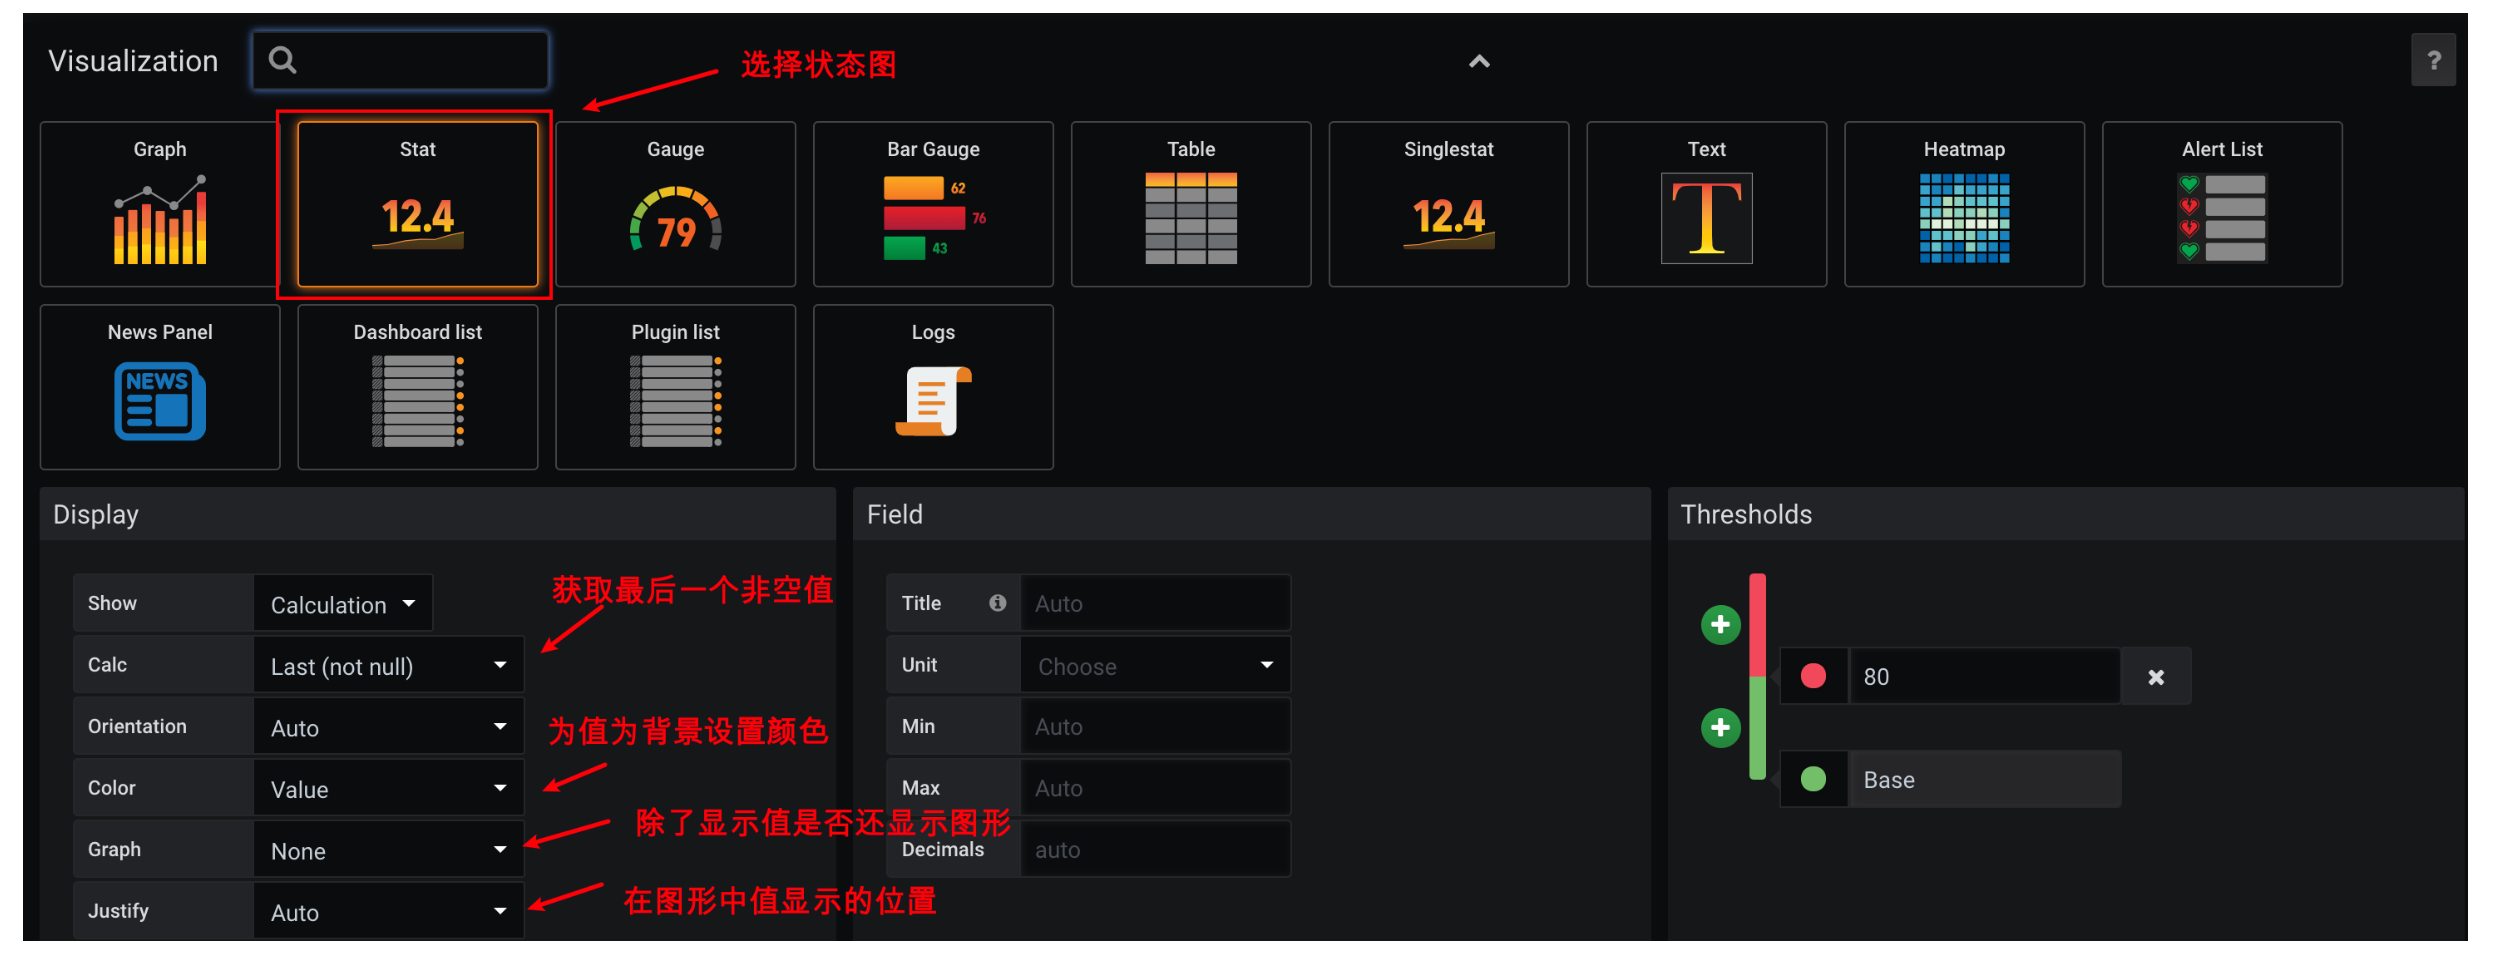 Visualization
选择状态图
?
Graph
Stat
Gauge
Bar Gauge
Table
Singlestat
Text
Heatmap
Alert List
12.4
79
62
76
43
12.4
T
News Panel
Dashboard list
Plugin list
Logs
NEWS
Display
Field
Thresholds
Show
Calculation
获取最后一个非空值
Title
Auto
Calc
Last (not null)
Unit
Choose
80
Orientation
Auto
为值为背景设置颜色
Min
Auto
Color
Value
Max
Auto
Base
除了显示值是否还显示图形
Graph
None
Decimals
auto
Justify
Auto
在图形中值显示的位置